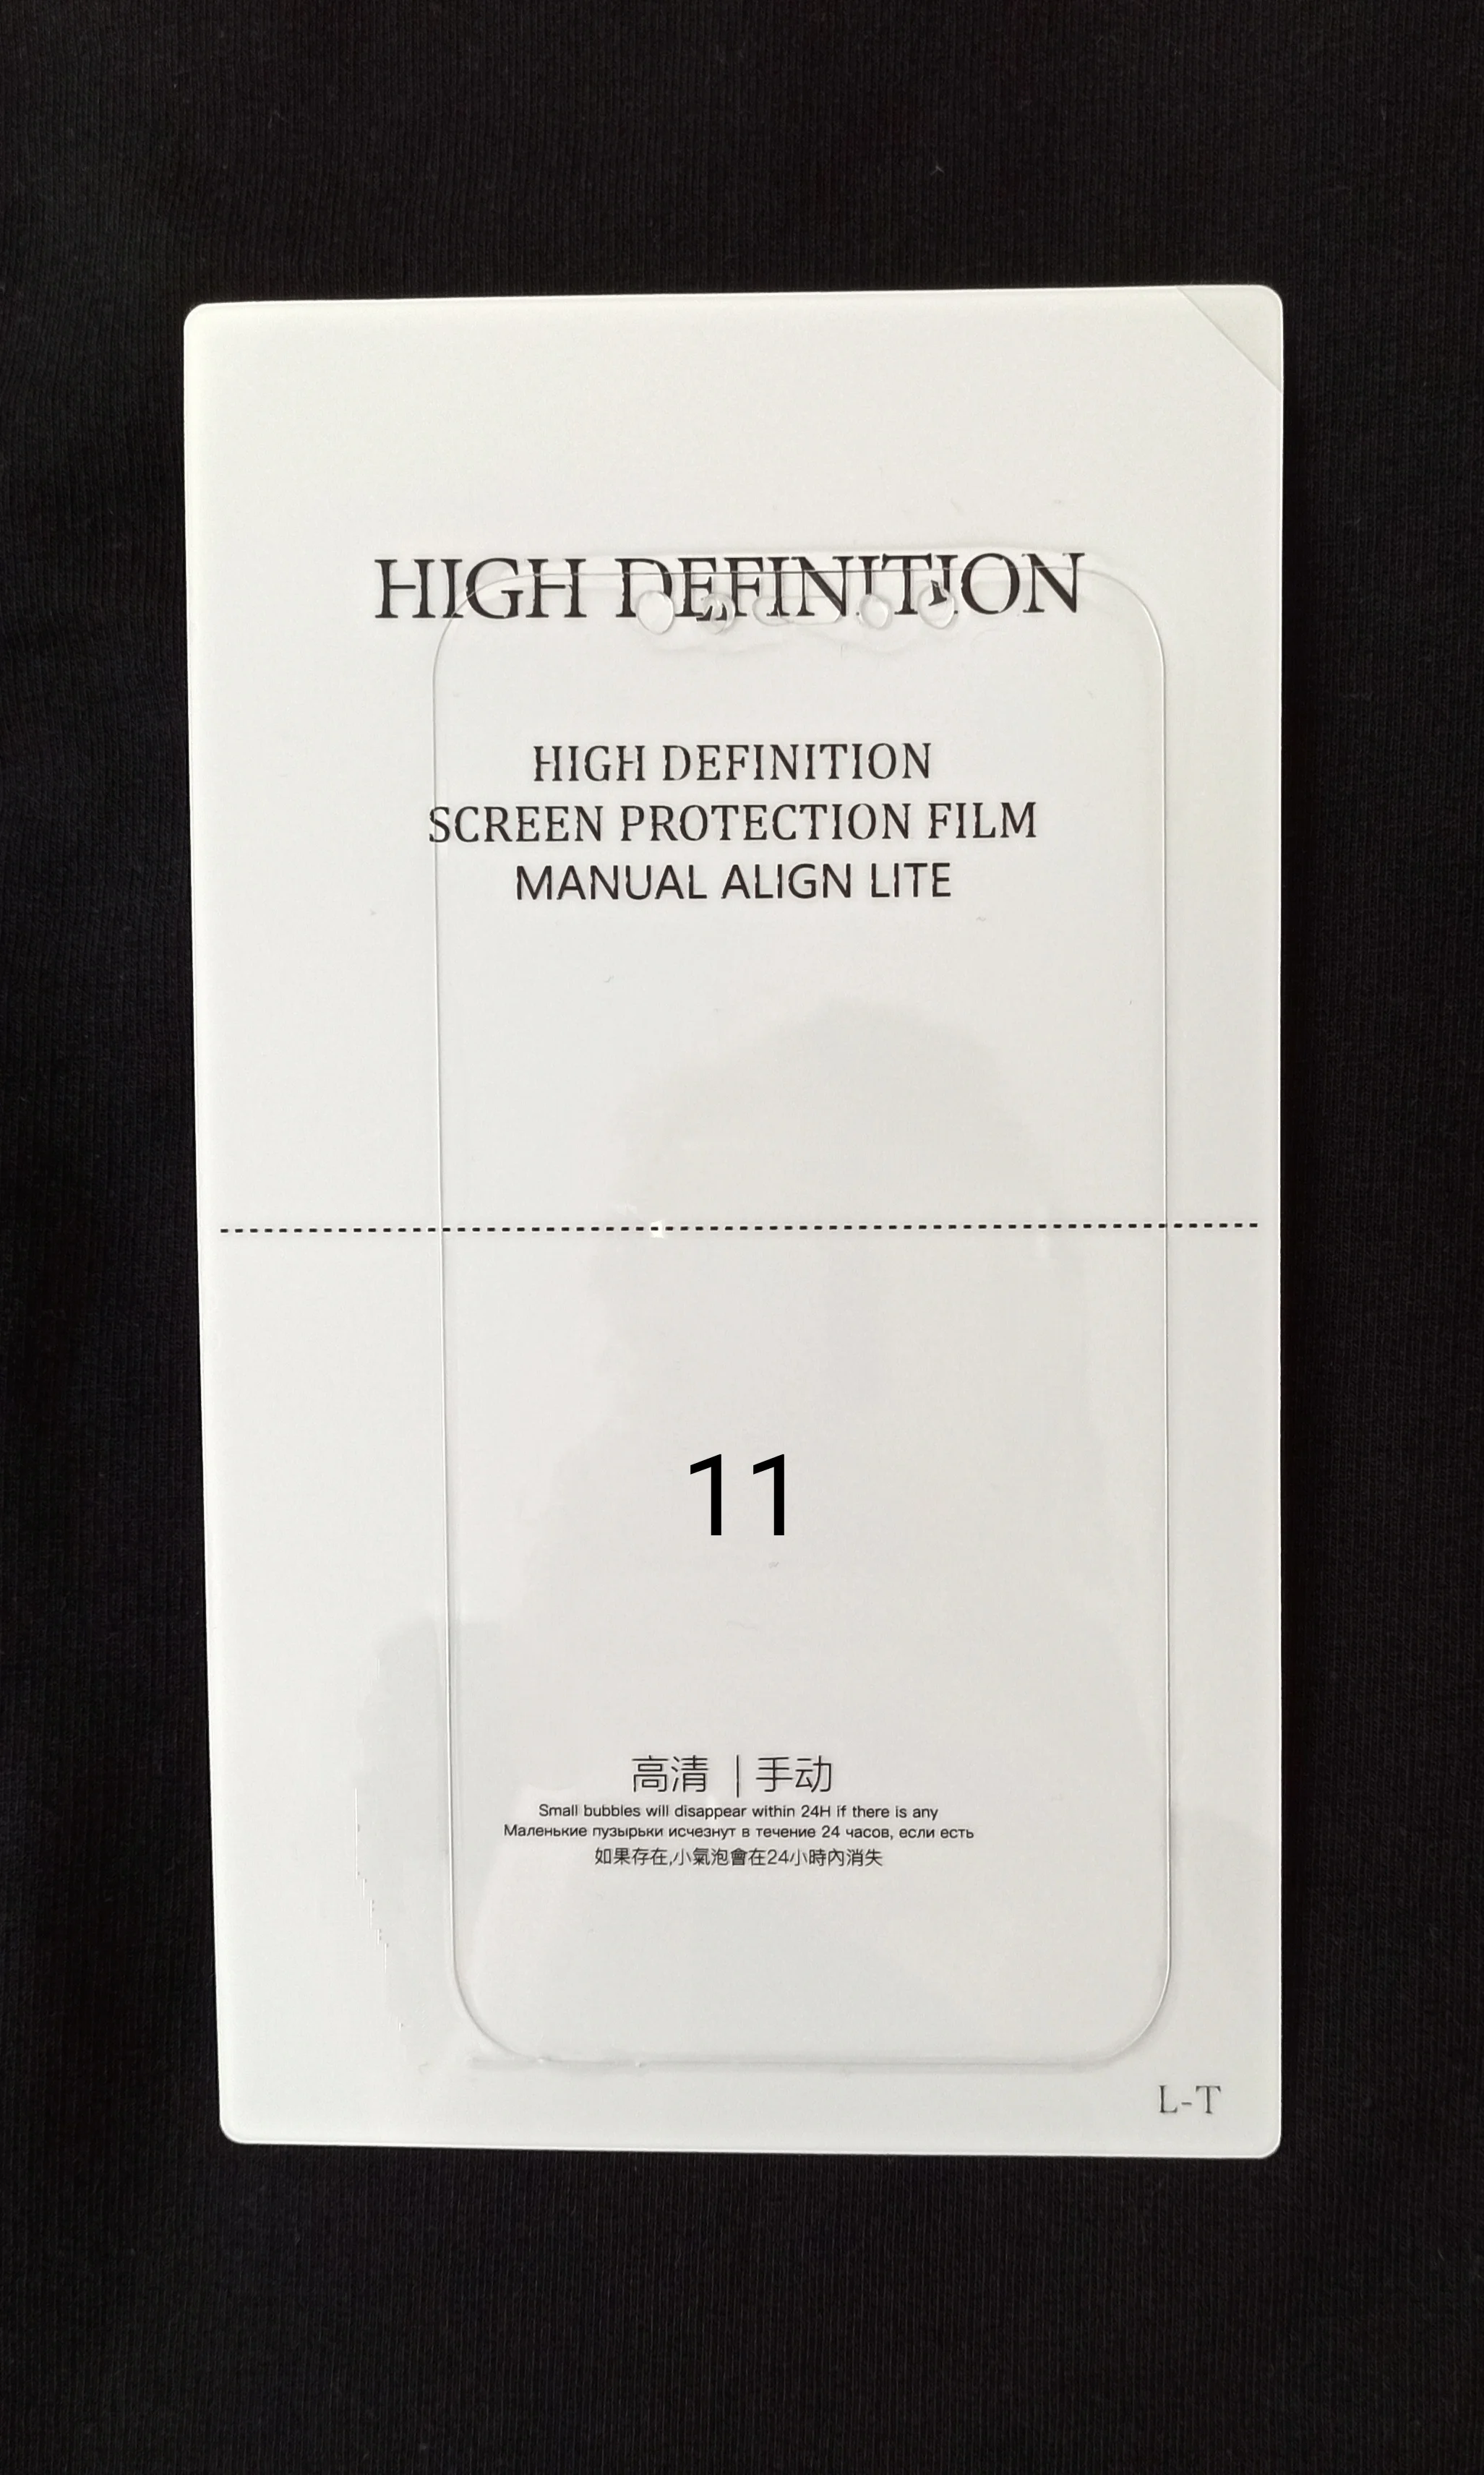 HIGH DEFINITION
HIGH DEFINITION
SCREEN PROTECTION FILM
MANUAL ALIGN LITE
11
高清 | 手动
Small bubbles will disappear within 24H if there is any
Маленькие пузырьки исчезнут в течение 24 часов, если есть
如果存在,小氣泡會在24小時內消失
L-T